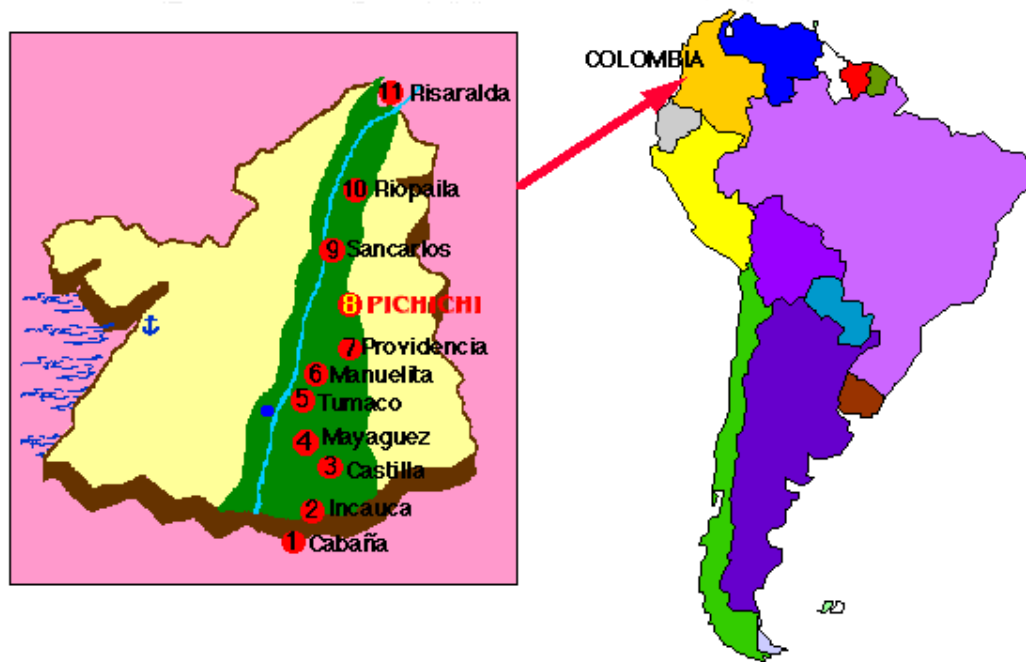 COLOMBIA
11 Risaralda
10 Riopaila
9 Sancarlos
8 PICHICHI
7 Providencia
6 Manuelita
5 Tumaco
4 Mayaguez
3 Castilla
2 Incauca
1 Cabaña